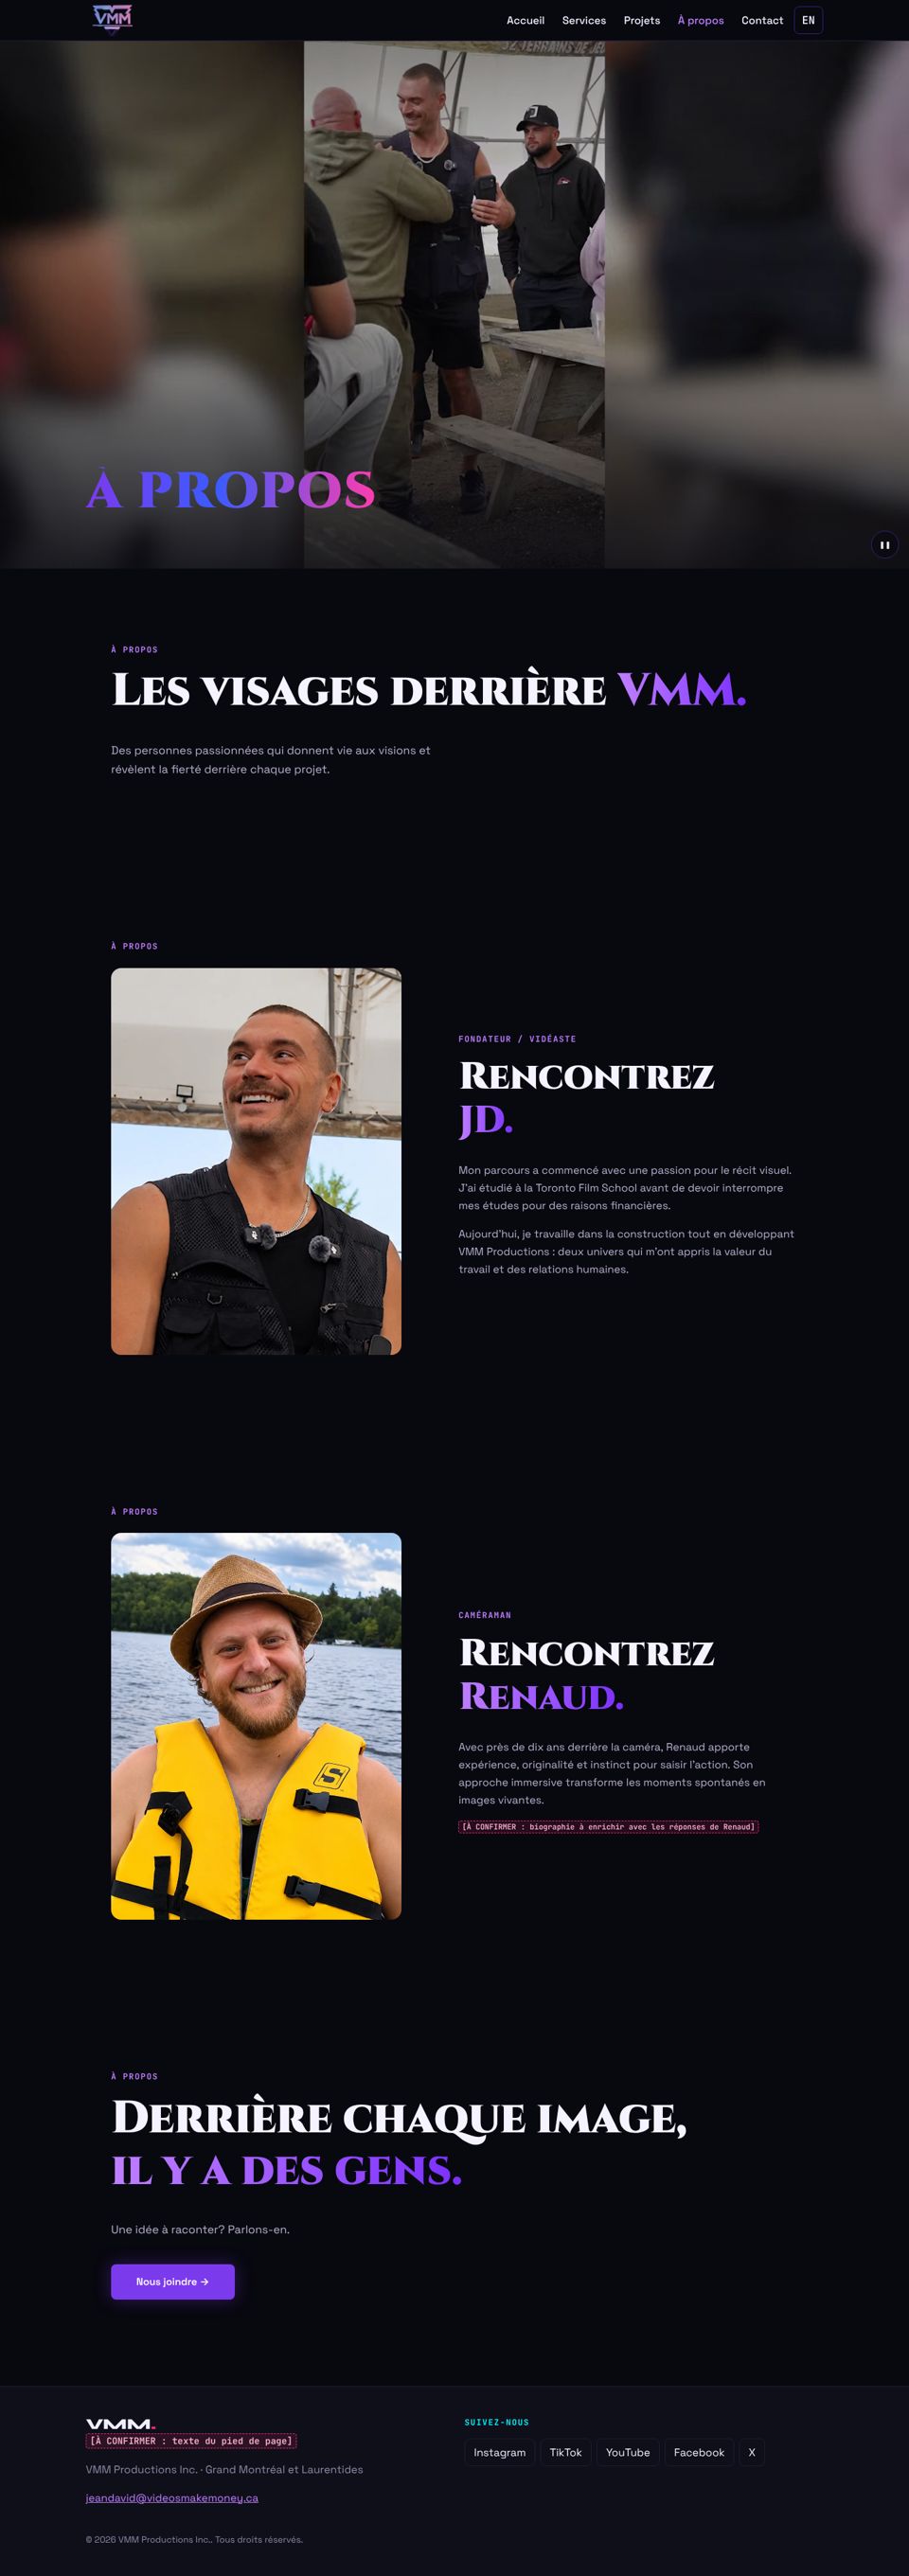 VMM
Accueil Services Projets À propos Contact EN
À PROPOS
À PROPOS
LES VISAGES DERRIÈRE VMM.
Des personnes passionnées qui donnent vie aux visions et
révèlent la fierté derrière chaque projet.
À PROPOS
FONDATEUR / VIDÉASTE
RENCONTREZ
JD.
Mon parcours a commencé avec une passion pour le récit visuel.
J'ai étudié à la Toronto Film School avant de devoir interrompre
mes études pour des raisons financières.
Aujourd'hui, je travaille dans la construction tout en développant
VMM Productions : deux univers qui m'ont appris la valeur du
travail et des relations humaines.
À PROPOS
CAMÉRAMAN
RENCONTREZ
RENAUD.
Avec près de dix ans derrière la caméra, Renaud apporte
expérience, originalité et instinct pour saisir l'action. Son
approche immersive transforme les moments spontanés en
images vivantes.
[À CONFIRMER : biographie à enrichir avec les réponses de Renaud]
À PROPOS
DERRIÈRE CHAQUE IMAGE,
IL Y A DES GENS.
Une idée à raconter? Parlons-en.
Nous joindre →
VMM.
[À CONFIRMER : texte du pied de page]
VMM Productions Inc. · Grand Montréal et Laurentides
jeandavid@videosmakemoney.ca
© 2026 VMM Productions Inc.. Tous droits réservés.
SUIVEZ-NOUS
Instagram TikTok YouTube Facebook X